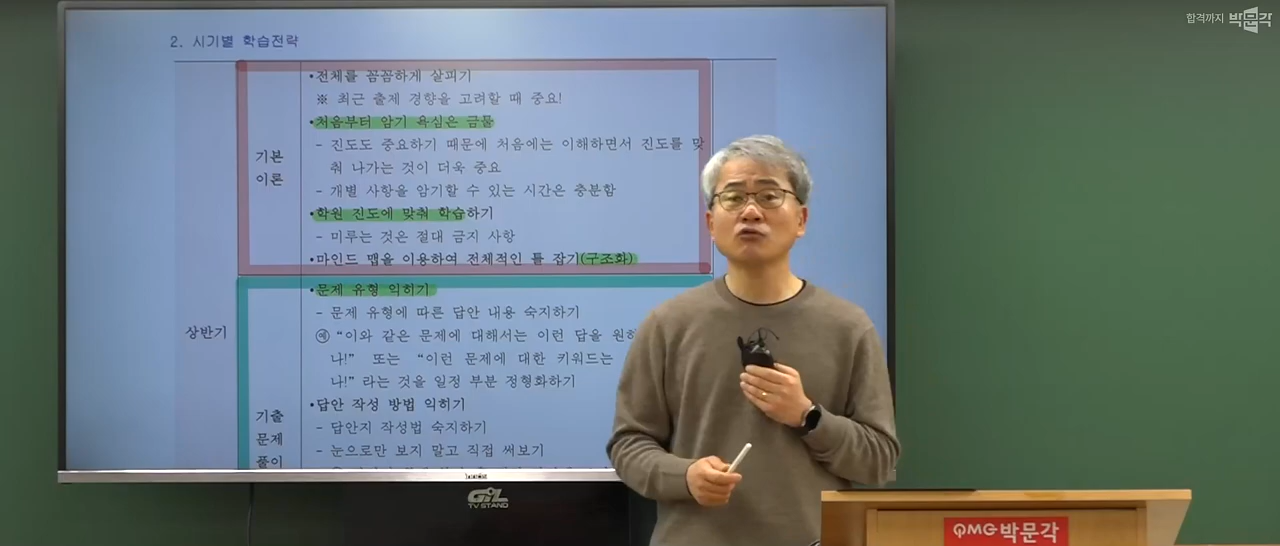 합격까지 박문각
2. 시기별 학습전략
상반기
기본
이론
•전체를 꼼꼼하게 살피기
※ 최근 출제 경향을 고려할 때 중요!
•처음부터 암기 욕심은 금물
- 진도도 중요하기 때문에 처음에는 이해하면서 진도를 맞
춰 나가는 것이 더욱 중요
- 개별 사항을 암기할 수 있는 시간은 충분함
•학원 진도에 맞춰 학습하기
- 미루는 것은 절대 금지 사항
•마인드 맵을 이용하여 전체적인 틀 잡기(구조화)
기출
문제
풀이
•문제 유형 익히기
- 문제 유형에 따른 답안 내용 숙지하기
예 “이와 같은 문제에 대해서는 이런 답을 원하
나!” 또는 “이런 문제에 대한 키워드는
나!”라는 것을 일정 부분 정형화하기
•답안 작성 방법 익히기
- 답안지 작성법 숙지하기
- 눈으로만 보지 말고 직접 써보기
GIL
TV STAND
PMG 박문각